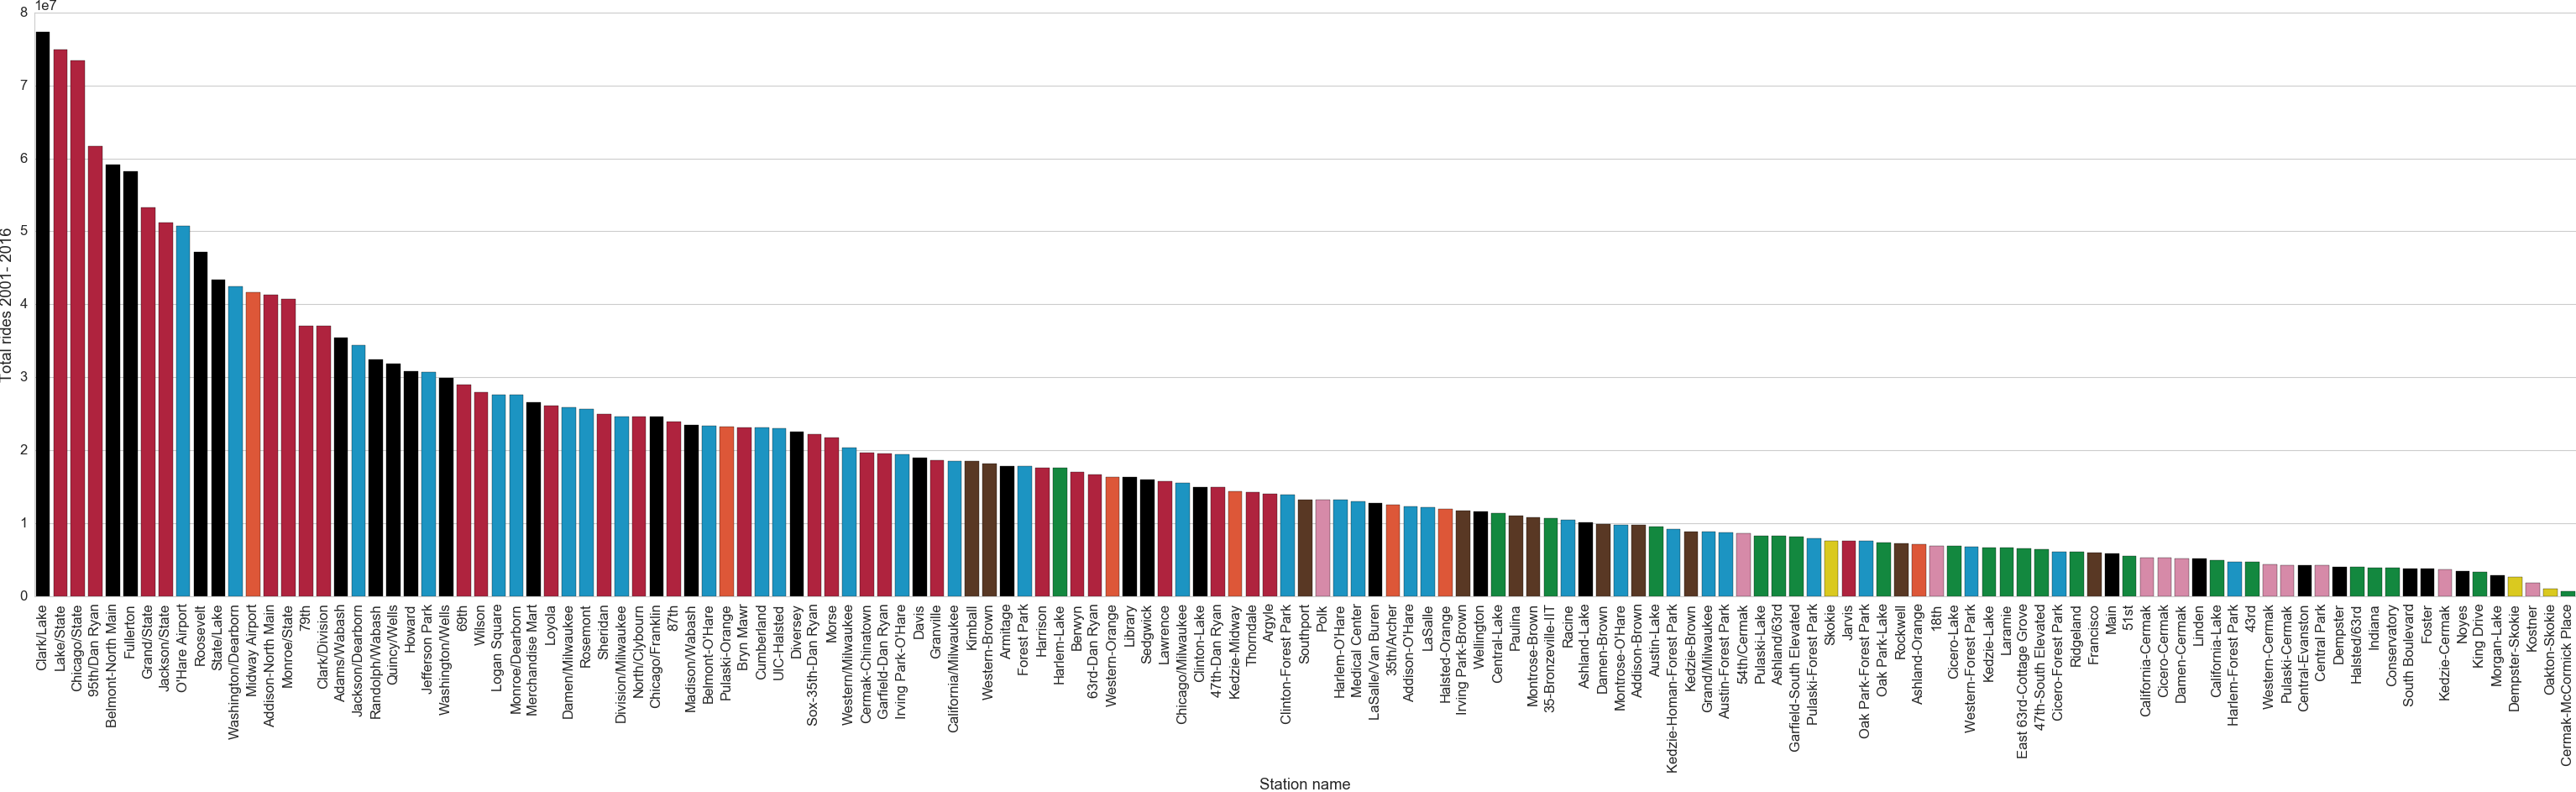 1e7
8
7
6
5
4
3
2
1
0
Total rides 2001- 2016
Clark/Lake
Lake/State
Chicago/State
95th/Dan Ryan
Belmont-North Main
Fullerton
Grand/State
Jackson/State
O'Hare Airport
Roosevelt
State/Lake
Washington/Dearborn
Midway Airport
Addison-North Main
Monroe/State
79th
Clark/Division
Adams/Wabash
Jackson/Dearborn
Randolph/Wabash
Quincy/Wells
Howard
Jefferson Park
Washington/Wells
69th
Wilson
Logan Square
Monroe/Dearborn
Merchandise Mart
Loyola
Damen/Milwaukee
Rosemont
Sheridan
Division/Milwaukee
North/Clybourn
Chicago/Franklin
87th
Madison/Wabash
Belmont-O'Hare
Pulaski-Orange
Bryn Mawr
Cumberland
UIC-Halsted
Diversey
Sox-35th-Dan Ryan
Morse
Western/Milwaukee
Cermak-Chinatown
Garfield-Dan Ryan
Irving Park-O'Hare
Davis
Granville
California/Milwaukee
Kimball
Western-Brown
Armitage
Forest Park
Harrison
Harlem-Lake
Berwyn
63rd-Dan Ryan
Western-Orange
Library
Sedgwick
Lawrence
Chicago/Milwaukee
Clinton-Lake
47th-Dan Ryan
Kedzie-Midway
Thorndale
Argyle
Clinton-Forest Park
Southport
Polk
Harlem-O'Hare
Medical Center
LaSalle/Van Buren
35th/Archer
Addison-O'Hare
LaSalle
Halsted-Orange
Irving Park-Brown
Wellington
Central-Lake
Paulina
Montrose-Brown
35-Bronzeville-IIT
Racine
Ashland-Lake
Damen-Brown
Montrose-O'Hare
Addison-Brown
Austin-Lake
Kedzie-Homan-Forest Park
Kedzie-Brown
Grand/Milwaukee
Austin-Forest Park
54th/Cermak
Pulaski-Lake
Ashland/63rd
Garfield-South Elevated
Pulaski-Forest Park
Skokie
Jarvis
Oak Park-Forest Park
Oak Park-Lake
Rockwell
Ashland-Orange
18th
Cicero-Lake
Western-Forest Park
Kedzie-Lake
Laramie
East 63rd-Cottage Grove
47th-South Elevated
Cicero-Forest Park
Ridgeland
Francisco
Main
51st
California-Cermak
Cicero-Cermak
Damen-Cermak
Linden
California-Lake
Harlem-Forest Park
43rd
Western-Cermak
Pulaski-Cermak
Central-Evanston
Central Park
Dempster
Halsted/63rd
Indiana
Conservatory
South Boulevard
Foster
Kedzie-Cermak
Noyes
King Drive
Morgan-Lake
Dempster-Skokie
Kostner
Oakton-Skokie
Cermak-McCormick Place
Station name